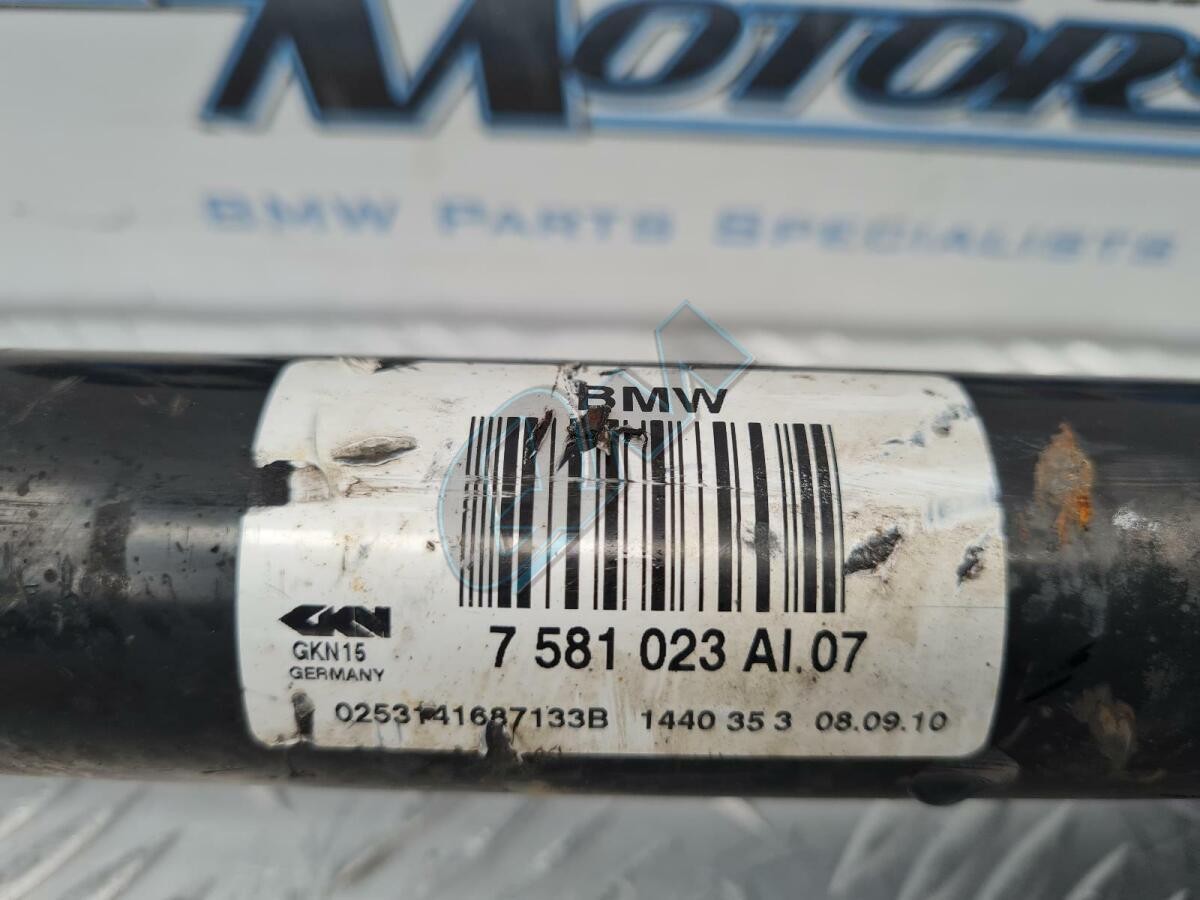 MOTORS
BMW PARTS SPECIALISTS
BMW
7 581 023 AI.07
GKN
GKN15
GERMANY
0253141687133B 1440 35 3 08.09.10